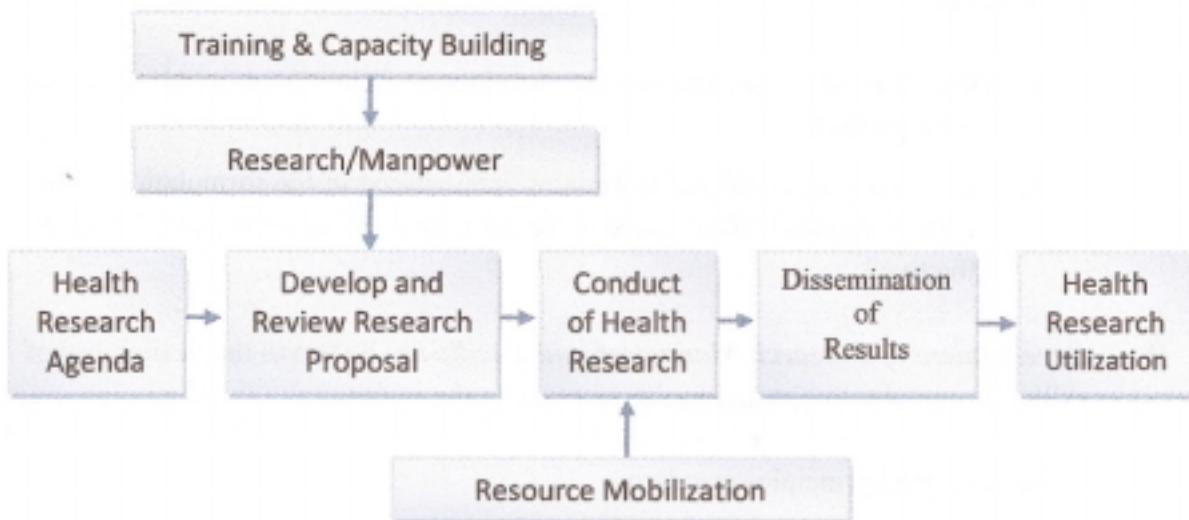 Training & Capacity Building
Research/Manpower
Health
Research
Agenda
Develop and
Review Research
Proposal
Conduct
of Health
Research
Dissemination
of
Results
Health
Research
Utilization
Resource Mobilization